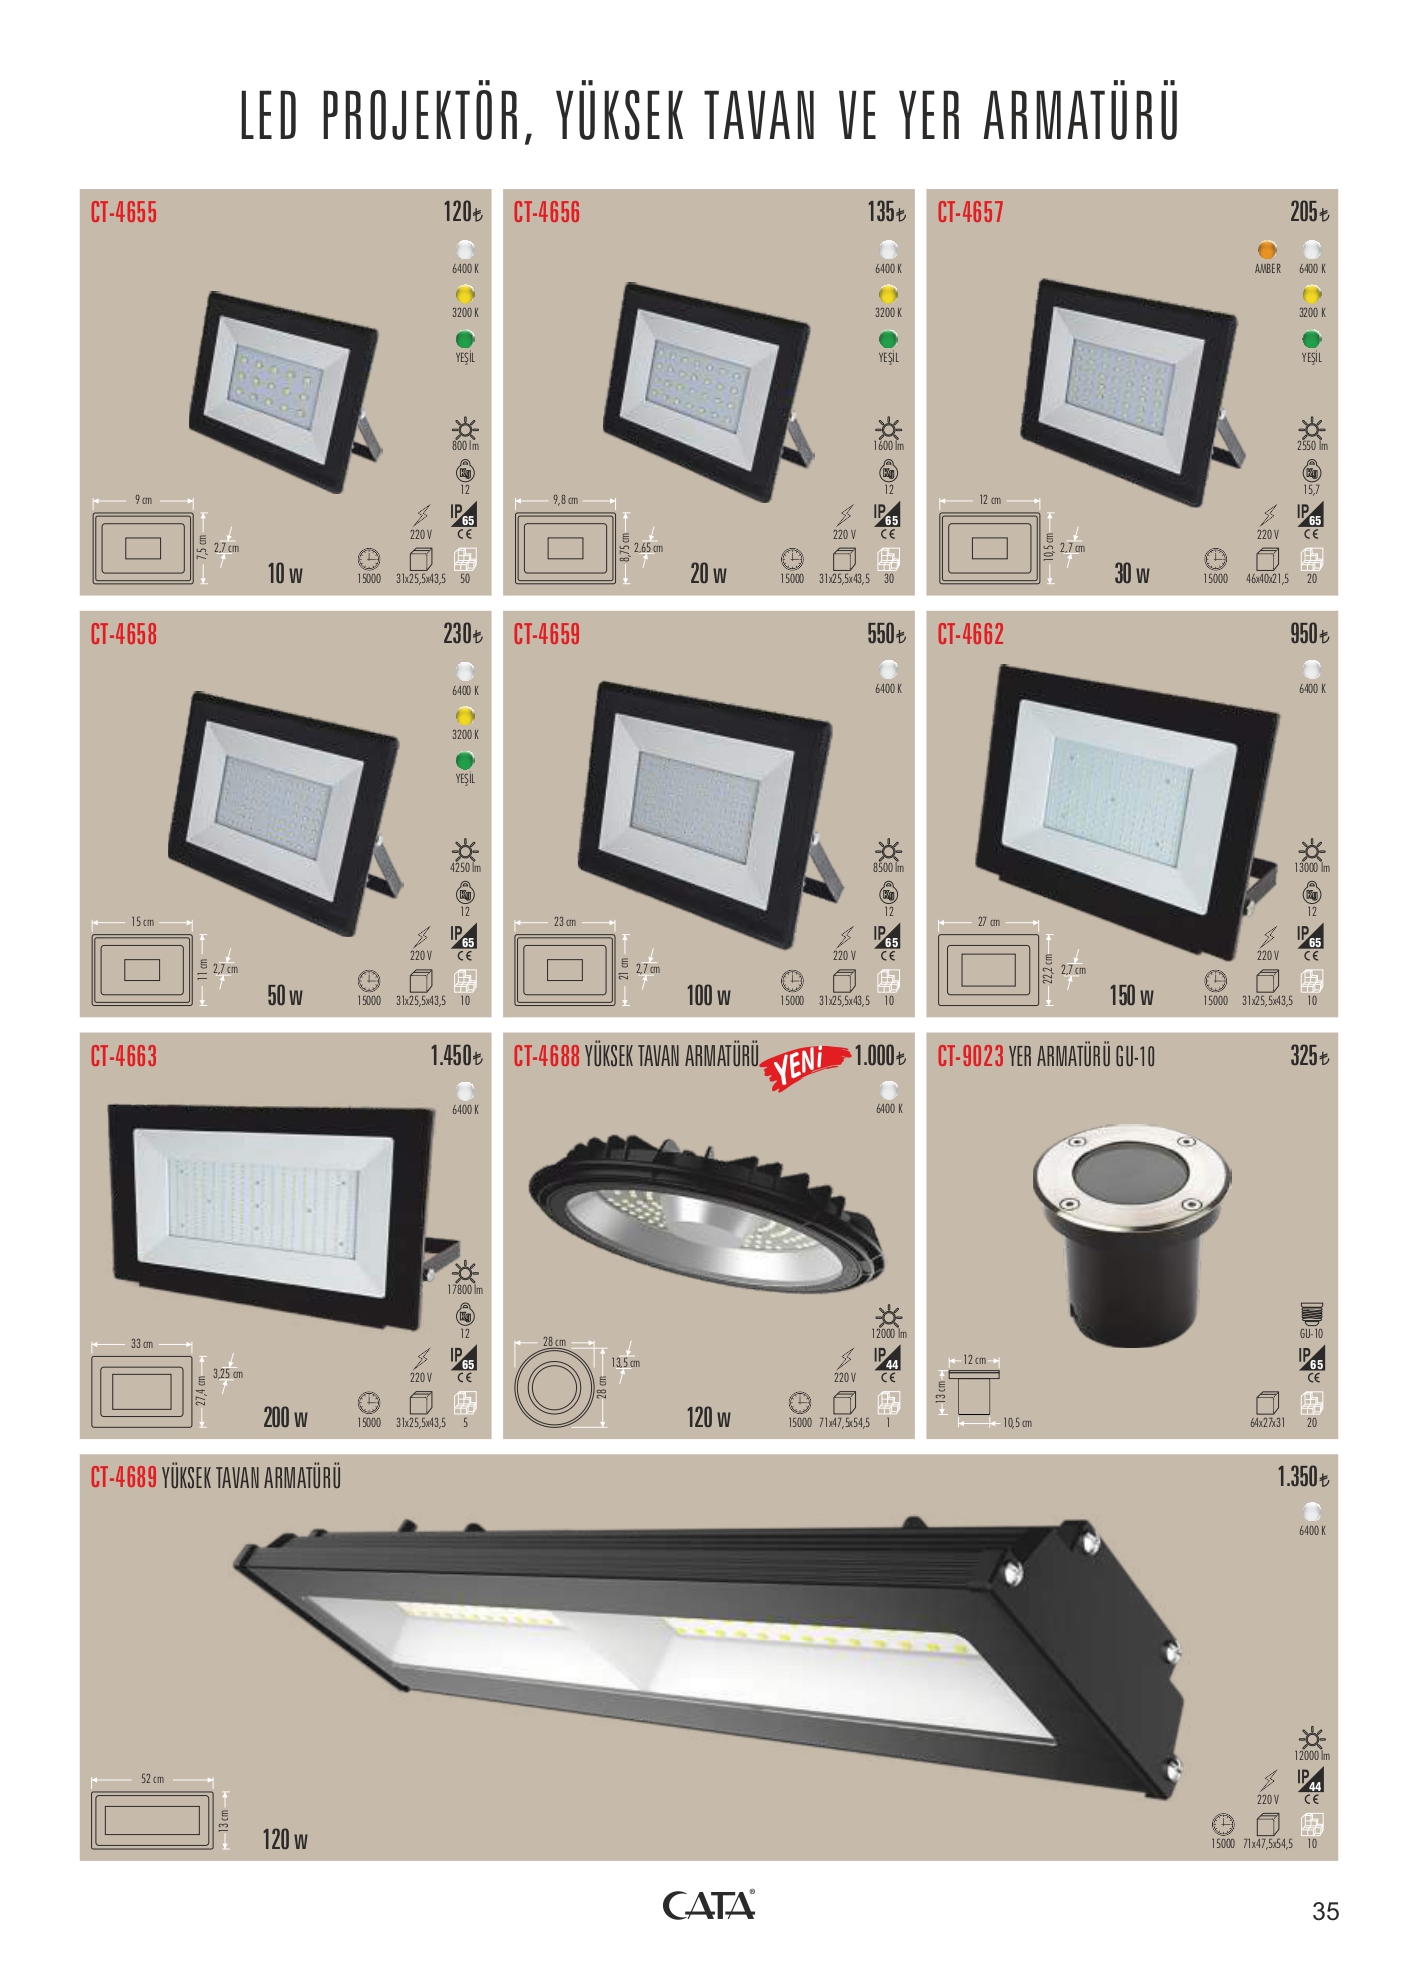 LED PROJEKTÖR, YÜKSEK TAVAN VE YER ARMATÜRÜ
CT-4655 120₺
6400 K
3200 K
YEŞİL
800 lm
Kg
12
9 cm
7,5 cm
2,7 cm
10 w
220 V
IP 65
CE
15000 31x25,5x43,5 50
CT-4656 135₺
6400 K
3200 K
YEŞİL
1600 lm
Kg
12
9,8 cm
8,75 cm
2,65 cm
20 w
220 V
IP 65
CE
15000 31x25,5x43,5 30
CT-4657 205₺
AMBER 6400 K
3200 K
YEŞİL
2550 lm
Kg
15,7
12 cm
10,5 cm
2,7 cm
30 w
220 V
IP 65
CE
15000 46x40x21,5 20
CT-4658 230₺
6400 K
3200 K
YEŞİL
4250 lm
Kg
12
15 cm
11 cm
2,7 cm
50 w
220 V
IP 65
CE
15000 31x25,5x43,5 10
CT-4659 550₺
6400 K
8500 lm
Kg
12
23 cm
21 cm
2,7 cm
100 w
220 V
IP 65
CE
15000 31x25,5x43,5 10
CT-4662 950₺
6400 K
13000 lm
Kg
12
27 cm
22,2 cm
2,7 cm
150 w
220 V
IP 65
CE
15000 31x25,5x43,5 10
CT-4663 1.450₺
6400 K
17800 lm
Kg
12
33 cm
27,4 cm
3,25 cm
200 w
220 V
IP 65
CE
15000 31x25,5x43,5 5
CT-4688 YÜKSEK TAVAN ARMATÜRÜ YENİ 1.000₺
6400 K
12000 lm
28 cm
28 cm
13,5 cm
120 w
220 V
IP 44
CE
15000 71x47,5x54,5 1
CT-9023 YER ARMATÜRÜ GU-10 325₺
GU-10
IP 65
CE
12 cm
13 cm
10,5 cm
64x27x31 20
CT-4689 YÜKSEK TAVAN ARMATÜRÜ 1.350₺
6400 K
12000 lm
52 cm
13 cm
120 w
220 V
IP 44
CE
15000 71x47,5x54,5 10
CATA®
35